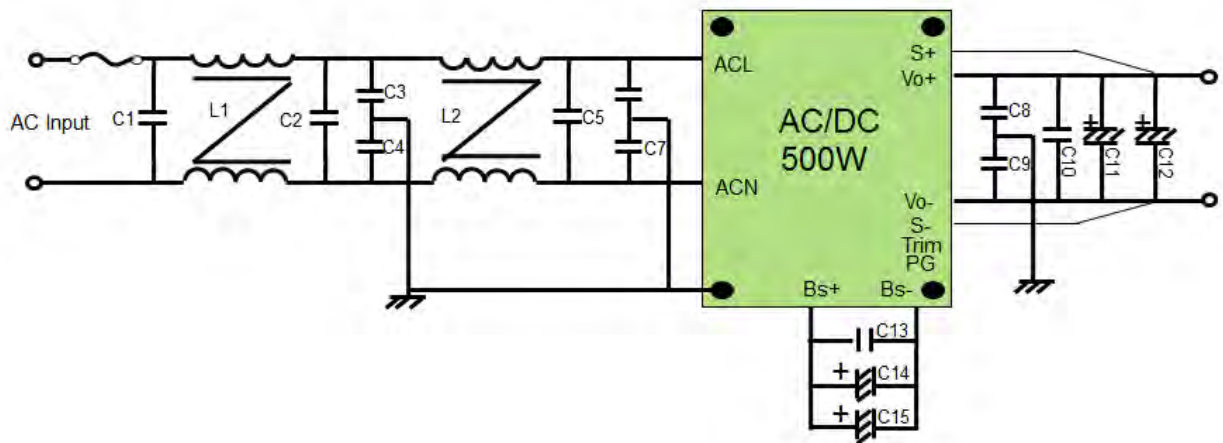 AC Input
C1
L1
C2
C3
C4
L2
C5
C7
ACL
ACN
AC/DC
500W
S+
Vo+
Vo-
S-
Trim
PG
Bs+ Bs-
C8
C9
C10
+
C11
+
C12
C13
+
C14
+
C15